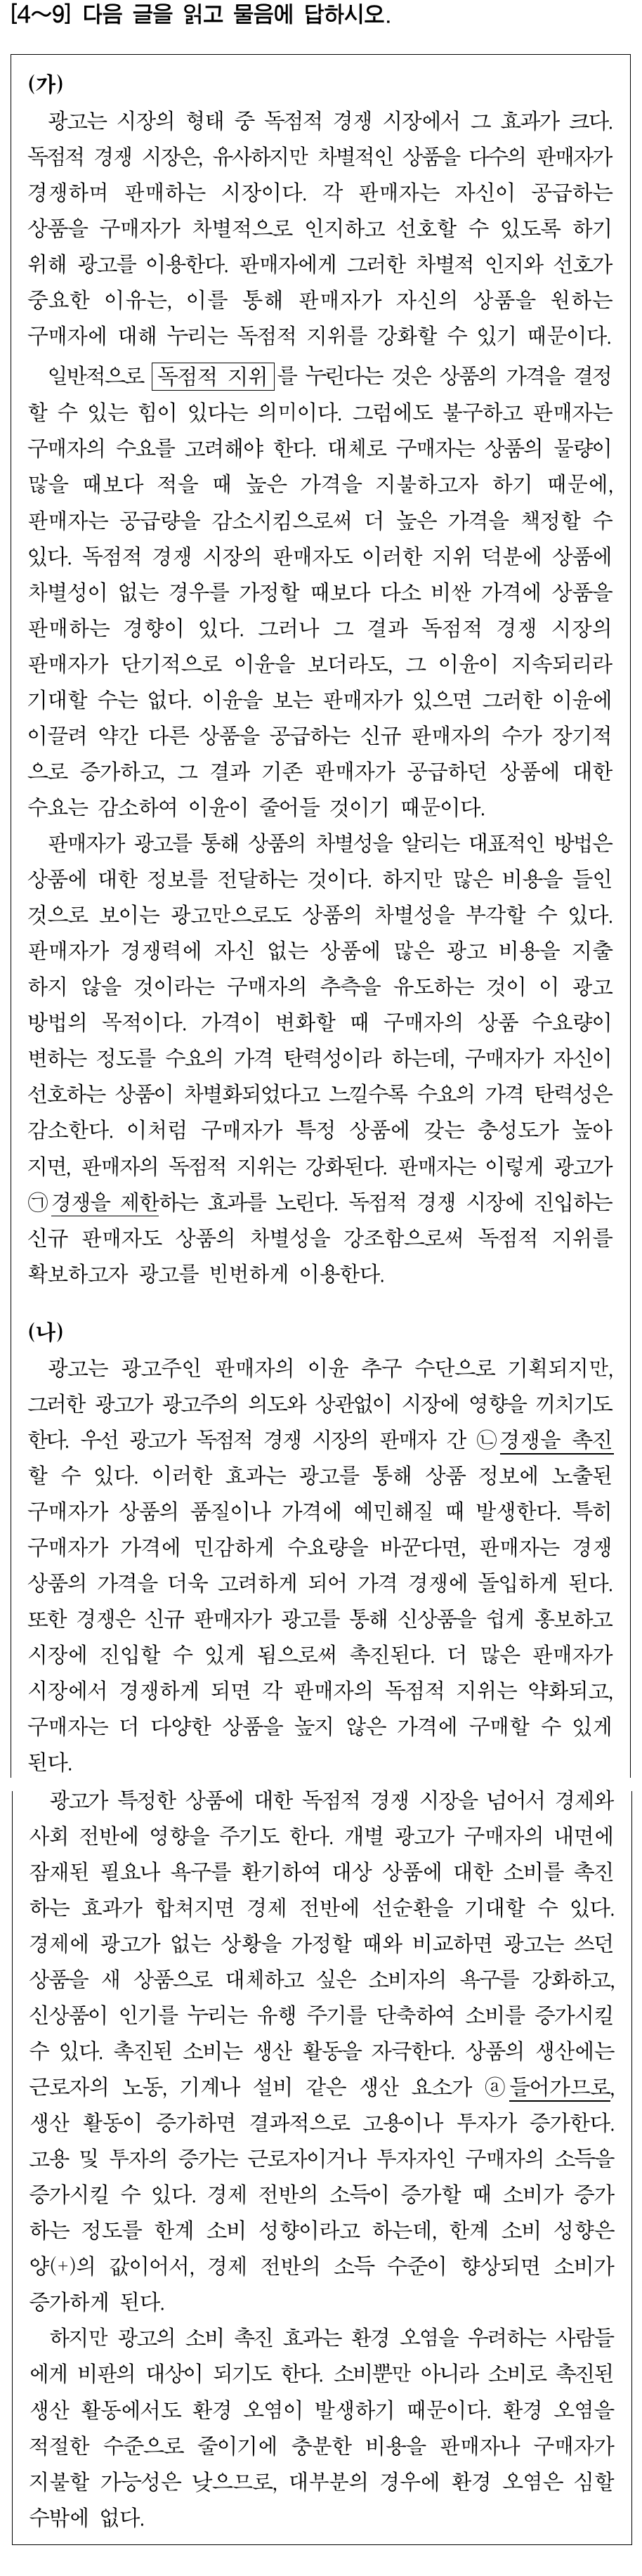 [4~9] 다음 글을 읽고 물음에 답하시오.
(가)
광고는 시장의 형태 중 독점적 경쟁 시장에서 그 효과가 크다.
독점적 경쟁 시장은, 유사하지만 차별적인 상품을 다수의 판매자가
경쟁하며 판매하는 시장이다. 각 판매자는 자신이 공급하는
상품을 구매자가 차별적으로 인지하고 선호할 수 있도록 하기
위해 광고를 이용한다. 판매자에게 그러한 차별적 인지와 선호가
중요한 이유는, 이를 통해 판매자가 자신의 상품을 원하는
구매자에 대해 누리는 독점적 지위를 강화할 수 있기 때문이다.
일반적으로 독점적 지위를 누린다는 것은 상품의 가격을 결정
할 수 있는 힘이 있다는 의미이다. 그럼에도 불구하고 판매자는
구매자의 수요를 고려해야 한다. 대체로 구매자는 상품의 물량이
많을 때보다 적을 때 높은 가격을 지불하고자 하기 때문에,
판매자는 공급량을 감소시킴으로써 더 높은 가격을 책정할 수
있다. 독점적 경쟁 시장의 판매자도 이러한 지위 덕분에 상품에
차별성이 없는 경우를 가정할 때보다 다소 비싼 가격에 상품을
판매하는 경향이 있다. 그러나 그 결과 독점적 경쟁 시장의
판매자가 단기적으로 이윤을 보더라도, 그 이윤이 지속되리라
기대할 수는 없다. 이윤을 보는 판매자가 있으면 그러한 이윤에
이끌려 약간 다른 상품을 공급하는 신규 판매자의 수가 장기적
으로 증가하고, 그 결과 기존 판매자가 공급하던 상품에 대한
수요는 감소하여 이윤이 줄어들 것이기 때문이다.
판매자가 광고를 통해 상품의 차별성을 알리는 대표적인 방법은
상품에 대한 정보를 전달하는 것이다. 하지만 많은 비용을 들인
것으로 보이는 광고만으로도 상품의 차별성을 부각할 수 있다.
판매자가 경쟁력에 자신 없는 상품에 많은 광고 비용을 지출
하지 않을 것이라는 구매자의 추측을 유도하는 것이 이 광고
방법의 목적이다. 가격이 변화할 때 구매자의 상품 수요량이
변하는 정도를 수요의 가격 탄력성이라 하는데, 구매자가 자신이
선호하는 상품이 차별화되었다고 느낄수록 수요의 가격 탄력성은
감소한다. 이처럼 구매자가 특정 상품에 갖는 충성도가 높아
지면, 판매자의 독점적 지위는 강화된다. 판매자는 이렇게 광고가
㉠경쟁을 제한하는 효과를 노린다. 독점적 경쟁 시장에 진입하는
신규 판매자도 상품의 차별성을 강조함으로써 독점적 지위를
확보하고자 광고를 빈번하게 이용한다.
(나)
광고는 광고주인 판매자의 이윤 추구 수단으로 기획되지만,
그러한 광고가 광고주의 의도와 상관없이 시장에 영향을 끼치기도
한다. 우선 광고가 독점적 경쟁 시장의 판매자 간 ㉡경쟁을 촉진
할 수 있다. 이러한 효과는 광고를 통해 상품 정보에 노출된
구매자가 상품의 품질이나 가격에 예민해질 때 발생한다. 특히
구매자가 가격에 민감하게 수요량을 바꾼다면, 판매자는 경쟁
상품의 가격을 더욱 고려하게 되어 가격 경쟁에 돌입하게 된다.
또한 경쟁은 신규 판매자가 광고를 통해 신상품을 쉽게 홍보하고
시장에 진입할 수 있게 됨으로써 촉진된다. 더 많은 판매자가
시장에서 경쟁하게 되면 각 판매자의 독점적 지위는 약화되고,
구매자는 더 다양한 상품을 높지 않은 가격에 구매할 수 있게
된다.
광고가 특정한 상품에 대한 독점적 경쟁 시장을 넘어서 경제와
사회 전반에 영향을 주기도 한다. 개별 광고가 구매자의 내면에
잠재된 필요나 욕구를 환기하여 대상 상품에 대한 소비를 촉진
하는 효과가 합쳐지면 경제 전반에 선순환을 기대할 수 있다.
경제에 광고가 없는 상황을 가정할 때와 비교하면 광고는 쓰던
상품을 새 상품으로 대체하고 싶은 소비자의 욕구를 강화하고,
신상품이 인기를 누리는 유행 주기를 단축하여 소비를 증가시킬
수 있다. 촉진된 소비는 생산 활동을 자극한다. 상품의 생산에는
근로자의 노동, 기계나 설비 같은 생산 요소가 ⓐ들어가므로,
생산 활동이 증가하면 결과적으로 고용이나 투자가 증가한다.
고용 및 투자의 증가는 근로자이거나 투자자인 구매자의 소득을
증가시킬 수 있다. 경제 전반의 소득이 증가할 때 소비가 증가
하는 정도를 한계 소비 성향이라고 하는데, 한계 소비 성향은
양(+)의 값이어서, 경제 전반의 소득 수준이 향상되면 소비가
증가하게 된다.
하지만 광고의 소비 촉진 효과는 환경 오염을 우려하는 사람들
에게 비판의 대상이 되기도 한다. 소비뿐만 아니라 소비로 촉진된
생산 활동에서도 환경 오염이 발생하기 때문이다. 환경 오염을
적절한 수준으로 줄이기에 충분한 비용을 판매자나 구매자가
지불할 가능성은 낮으므로, 대부분의 경우에 환경 오염은 심할
수밖에 없다.